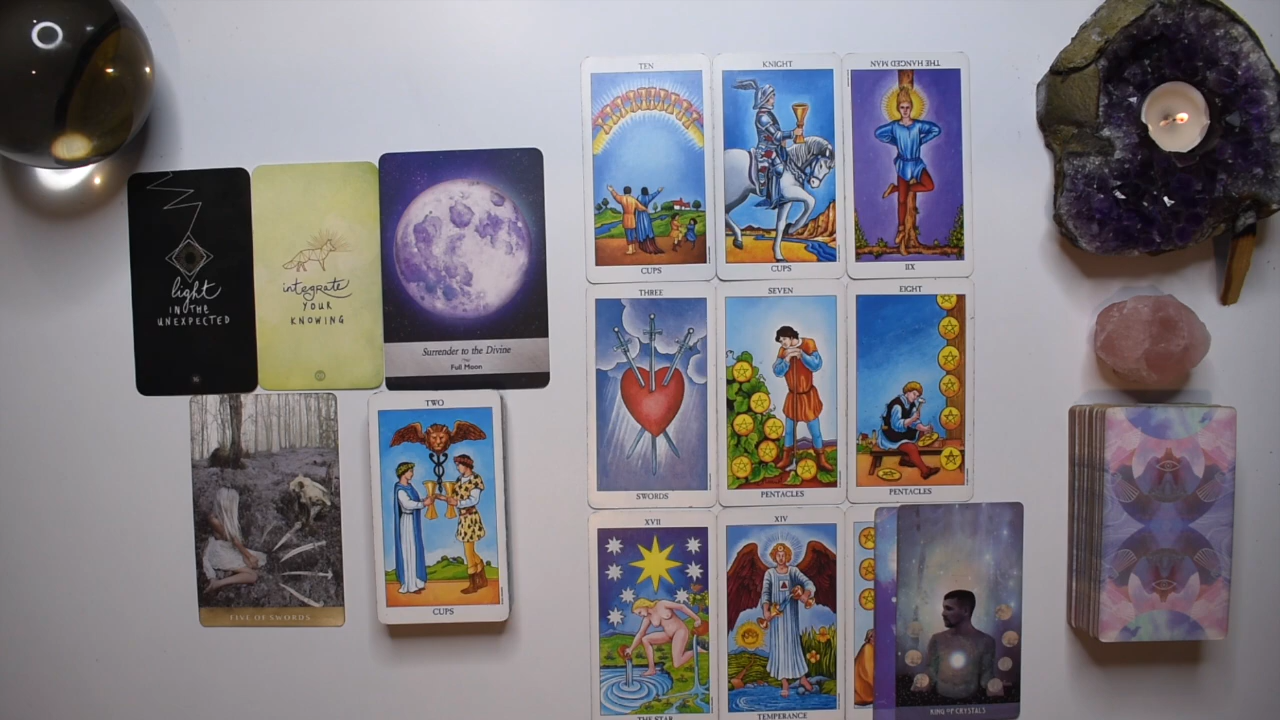 light
IN THE
UNEXPECTED
integrate
YOUR
KNOWING
Surrender to the Divine
Full Moon
FIVE OF SWORDS
TWO
CUPS
TEN
CUPS
KNIGHT
CUPS
THE HANGED MAN
XII
THREE
SWORDS
SEVEN
PENTACLES
EIGHT
PENTACLES
XVII
THE STAR
XIV
TEMPERANCE
KING OF CRYSTALS